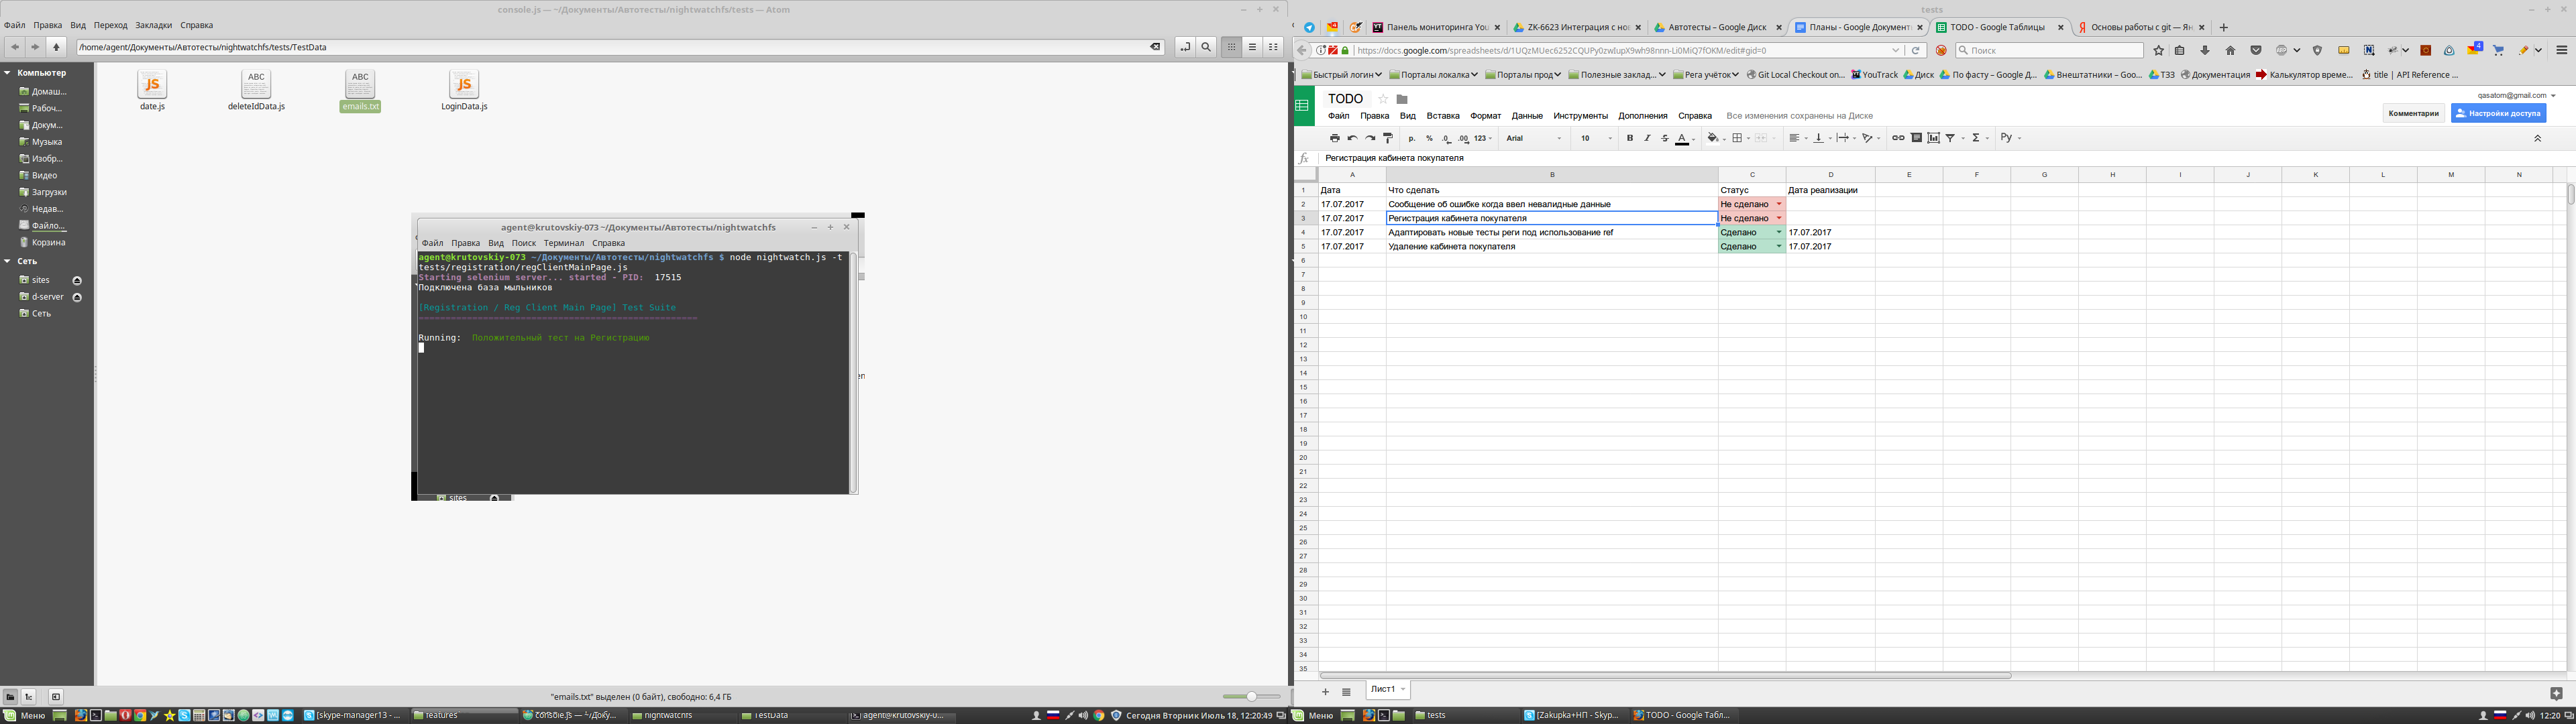 console.js — ~/Документы/Автотесты/nightwatchfs/tests — Atom
Файл Правка Вид Переход Закладки Справка
/home/agent/Документы/Автотесты/nightwatchfs/tests/TestData
Компьютер
Домаш...
Рабоч...
Докум...
Музыка
Изобр...
Видео
Загрузки
Недав...
Файло...
Корзина
Сеть
sites
d-server
Сеть
date.js
deleteIdData.js
emails.txt
LoginData.js
agent@krutovskiy-073 ~/Документы/Автотесты/nightwatchfs
Файл Правка Вид Поиск Терминал Справка
agent@krutovskiy-073 ~/Документы/Автотесты/nightwatchfs $ node nightwatch.js -t
tests/registration/regClientMainPage.js
Starting selenium server... started - PID: 17515
Подключена база мыльников
[Registration / Reg Client Main Page] Test Suite
================================================
Running: Положительный тест на Регистрацию
sites
"emails.txt" выделен (0 байт), свободно: 6,4 ГБ
Меню
[skype-manager13 - ...
features
console.js — ~/Доку...
nightwatchfs
TestData
agent@krutovskiy-0...
Сегодня Вторник Июль 18, 12:20:49
tests
Панель мониторинга You
ZK-6623 Интеграция с но
Автотесты – Google Диск
Планы - Google Документ
TODO - Google Таблицы
Основы работы с git — Ян
https://docs.google.com/spreadsheets/d/1UQzMUec6252CQUPy0zwIupX9wh98nnn-Li0MiQ7fOKM/edit#gid=0
Поиск
Быстрый логин
Порталы локалка
Порталы прод
Полезные заклад...
Рега учёток
Git Local Checkout on...
YouTrack
Диск
По фасту – Google Д...
Внештатники – Goo...
ТЗЗ
Документация
Калькулятор време...
title | API Reference ...
TODO
qasatom@gmail.com
Файл Правка Вид Вставка Формат Данные Инструменты Дополнения Справка Все изменения сохранены на Диске
Комментарии
Настройки доступа
р. % .0 .00 123 Arial 10 B I S A Σ Ру
fx Регистрация кабинета покупателя
A B C D E F G H I J K L M N
1 Дата Что сделать Статус Дата реализации
2 17.07.2017 Сообщение об ошибке когда ввел невалидные данные Не сделано
3 17.07.2017 Регистрация кабинета покупателя Не сделано
4 17.07.2017 Адаптировать новые тесты реги под использование ref Сделано 17.07.2017
5 17.07.2017 Удаление кабинета покупателя Сделано 17.07.2017
6
7
8
9
10
11
12
13
14
15
16
17
18
19
20
21
22
23
24
25
26
27
28
29
30
31
32
33
34
35
Лист1
Меню
tests
[Zakupka+НП - Skyp...
TODO - Google Табл...
12:20